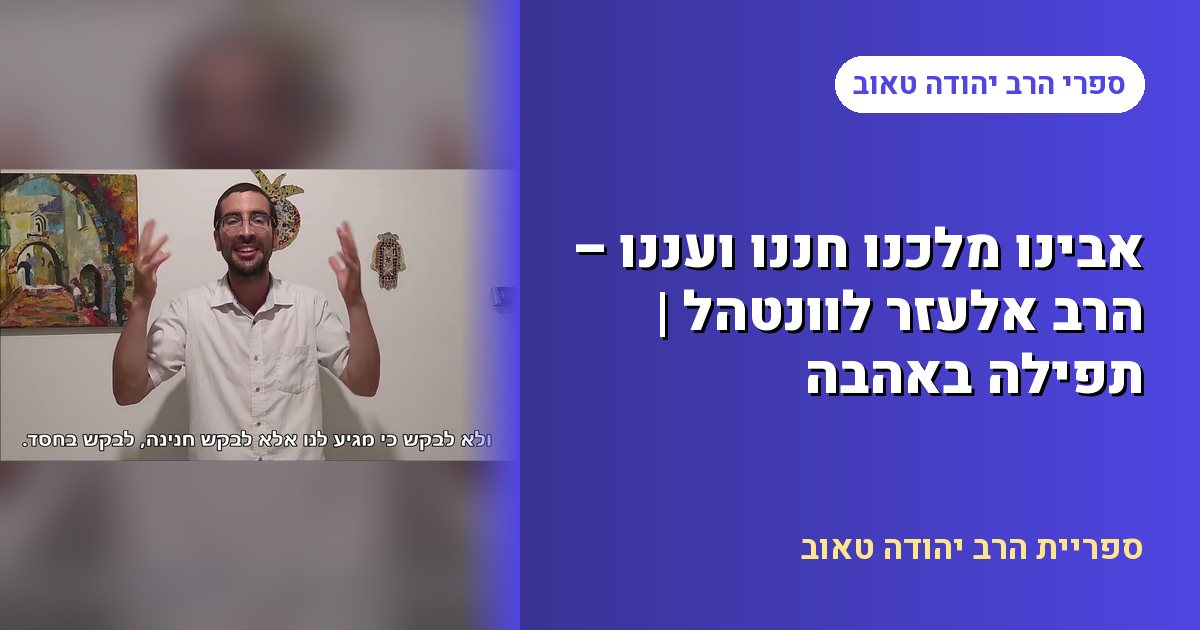 ספרי הרב יהודה טאוב
אבינו מלכנו חננו ועננו –
הרב אלעזר לוונטהל |
תפילה באהבה
ולא לבקש כי מגיע לנו אלא לבקש חנינה, לבקש בחסד.
ספריית הרב יהודה טאוב